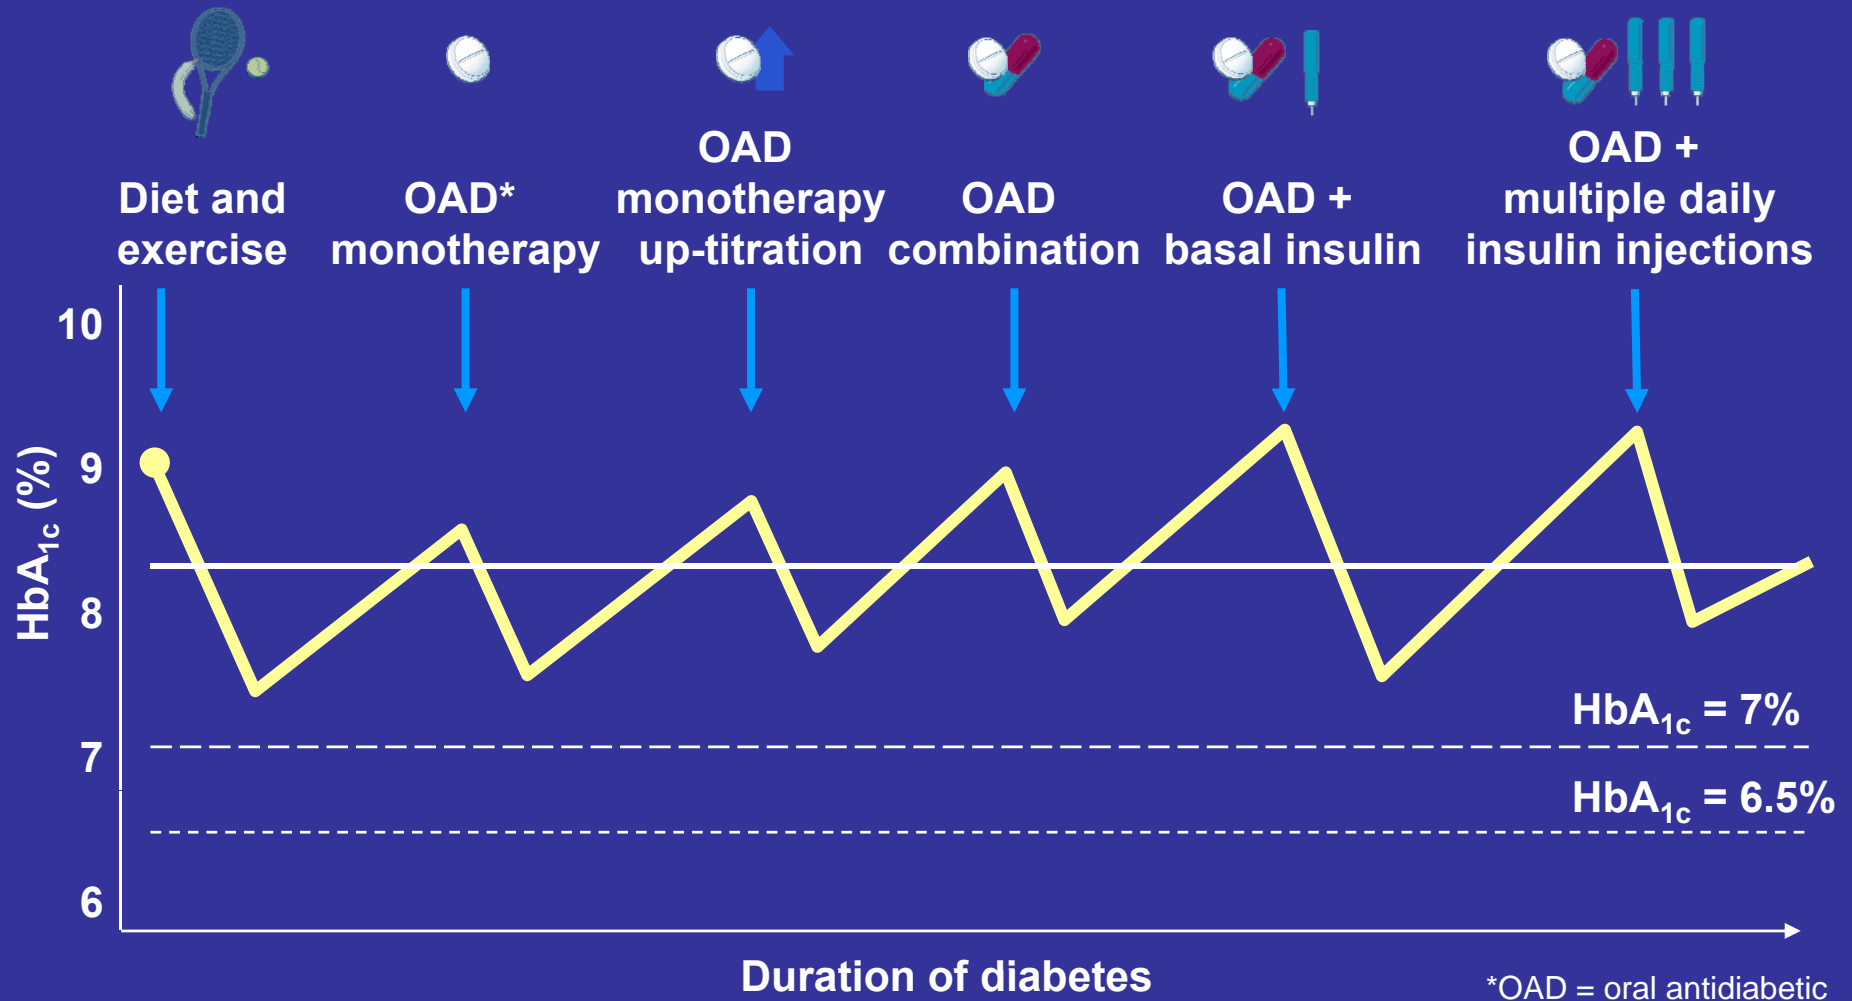 Diet and
exercise
OAD*
monotherapy
OAD
monotherapy
up-titration
OAD
combination
OAD +
basal insulin
OAD +
multiple daily
insulin injections
HbA1c (%)
10
9
8
7
6
HbA1c = 7%
HbA1c = 6.5%
Duration of diabetes
*OAD = oral antidiabetic